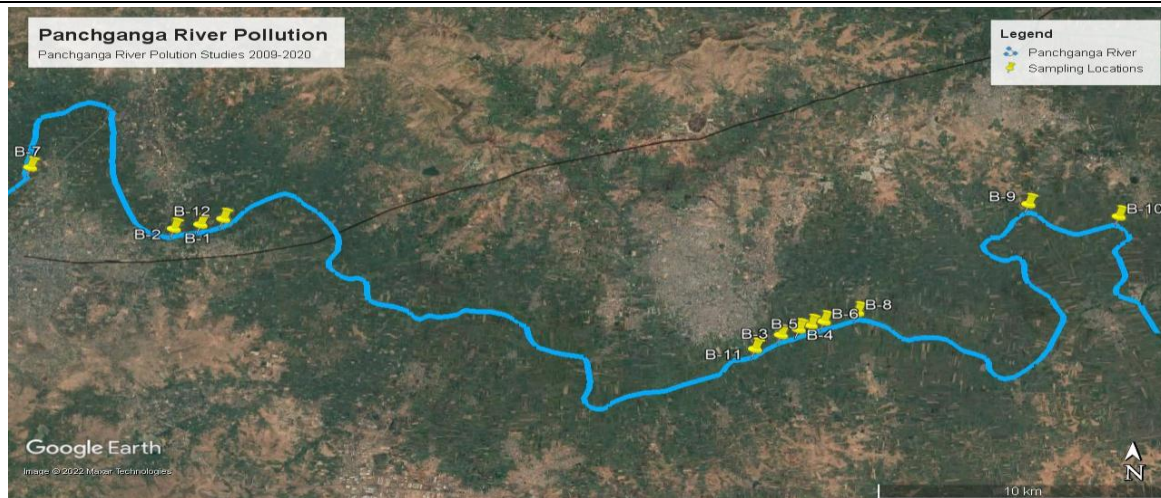 Panchganga River Pollution
Panchganga River Polution Studies 2009-2020
Legend
Panchganga River
Sampling Locations
B-7
B-12
B-2
B-1
B-9
B-10
B-8
B-6
B-5
B-3
B-4
B-11
Google Earth
Image © 2022 Maxar Technologies
10 km
N